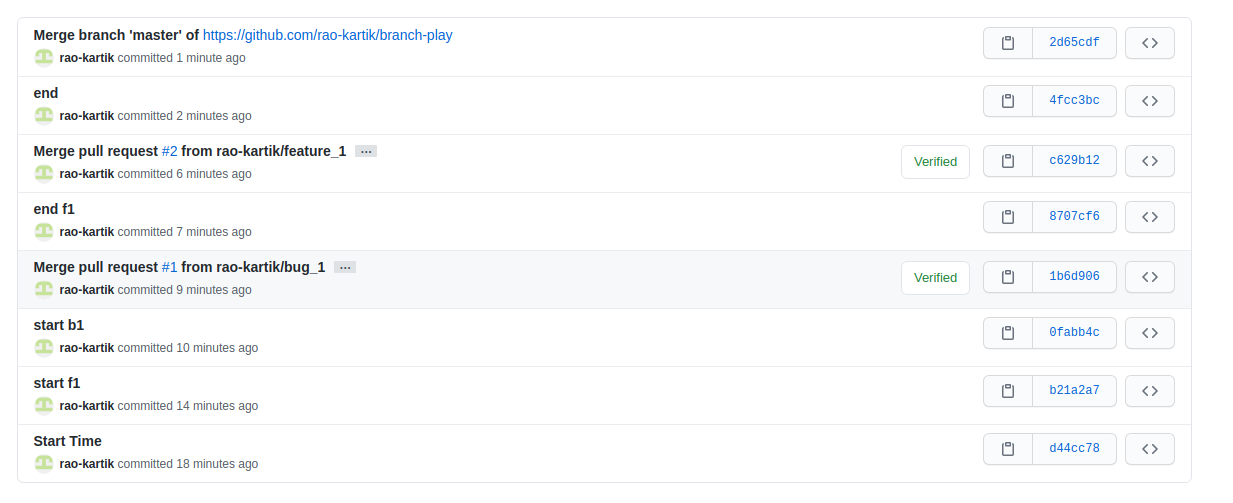 Merge branch 'master' of https://github.com/rao-kartik/branch-play
rao-kartik committed 1 minute ago
2d65cdf
end
rao-kartik committed 2 minutes ago
4fcc3bc
Merge pull request #2 from rao-kartik/feature_1 ...
rao-kartik committed 6 minutes ago
Verified
c629b12
end f1
rao-kartik committed 7 minutes ago
8707cf6
Merge pull request #1 from rao-kartik/bug_1 ...
rao-kartik committed 9 minutes ago
Verified
1b6d906
start b1
rao-kartik committed 10 minutes ago
0fabb4c
start f1
rao-kartik committed 14 minutes ago
b21a2a7
Start Time
rao-kartik committed 18 minutes ago
d44cc78